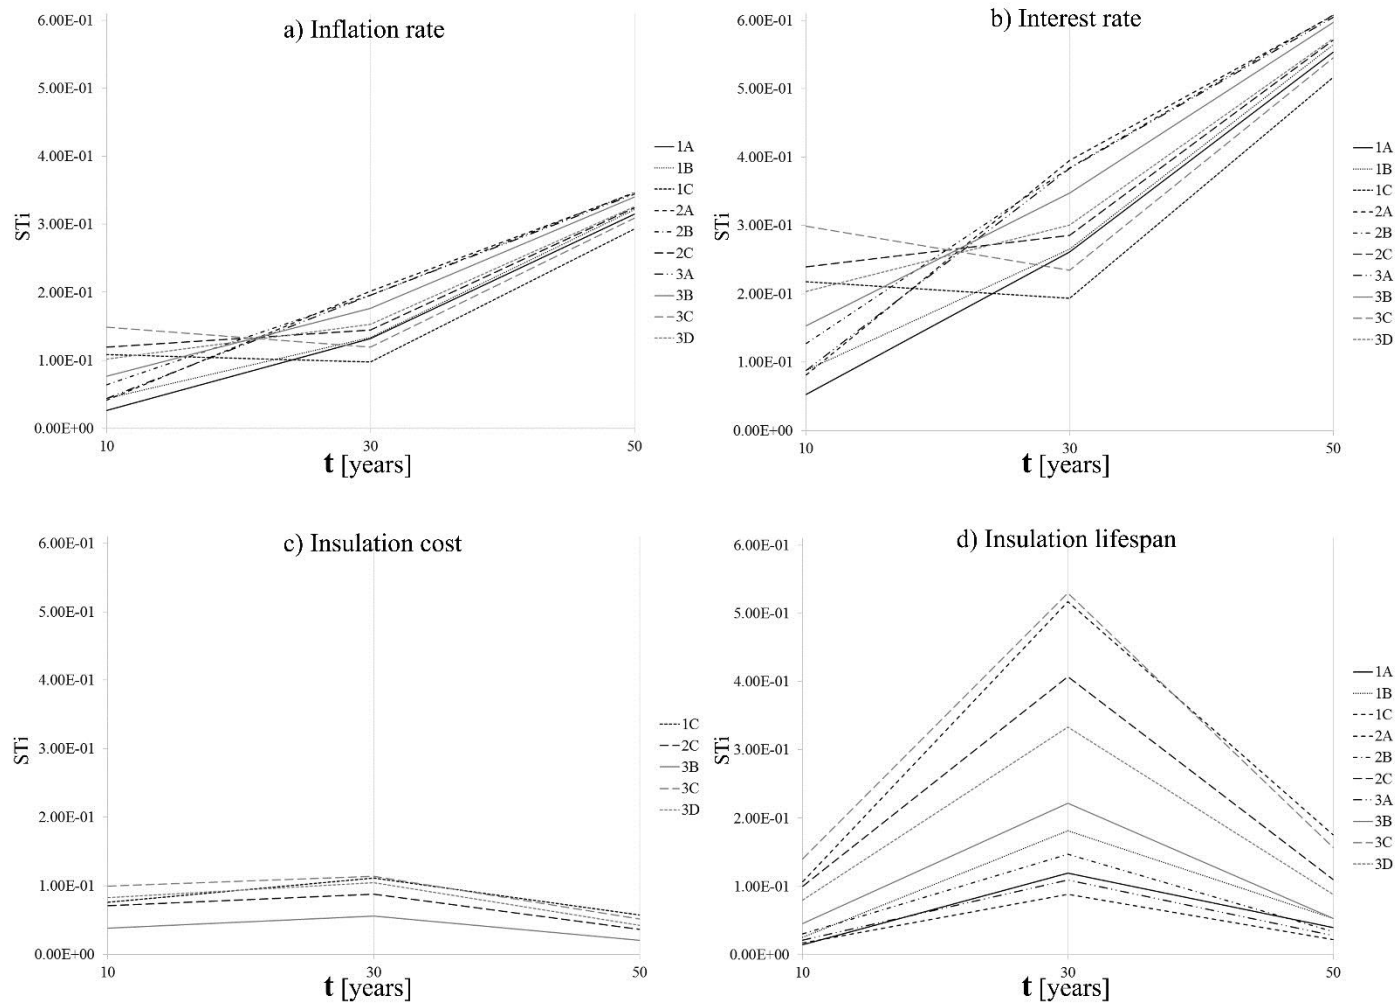 a) Inflation rate
6.00E-01
5.00E-01
4.00E-01
3.00E-01
2.00E-01
1.00E-01
0.00E+00
STi
10
30
50
t [years]
1A
1B
1C
2A
2B
2C
3A
3B
3C
3D
b) Interest rate
6.00E-01
5.00E-01
4.00E-01
3.00E-01
2.00E-01
1.00E-01
0.00E+00
STi
10
30
50
t [years]
1A
1B
1C
2A
2B
2C
3A
3B
3C
3D
c) Insulation cost
6.00E-01
5.00E-01
4.00E-01
3.00E-01
2.00E-01
1.00E-01
0.00E+00
STi
10
30
50
t [years]
1C
2C
3B
3C
3D
d) Insulation lifespan
6.00E-01
5.00E-01
4.00E-01
3.00E-01
2.00E-01
1.00E-01
0.00E+00
STi
10
30
50
t [years]
1A
1B
1C
2A
2B
2C
3A
3B
3C
3D